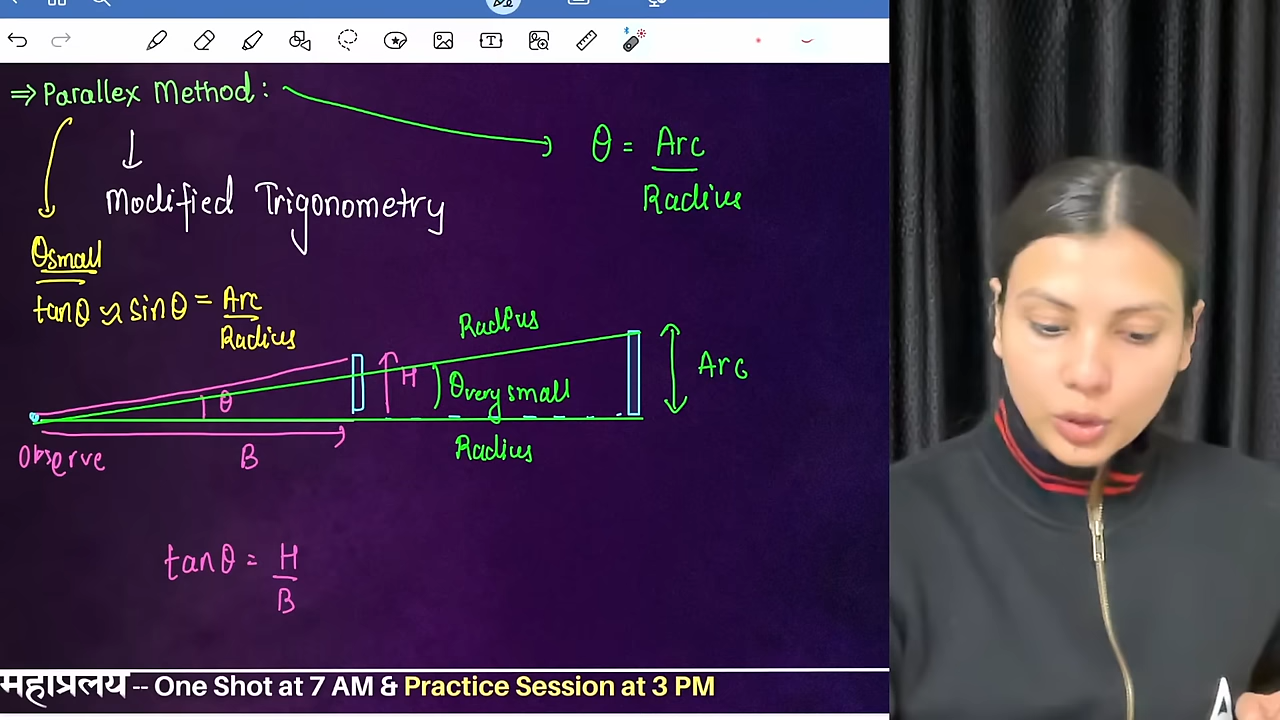 ⇒ Parallex Method:
θ = Arc
Radius
↓
Modified Trigonometry
θsmall
tanθ ≈ sinθ = Arc
Radius
Radius
H
θ very small
Arc
θ
Observe
B
Radius
tanθ = H
B
महाप्रलय -- One Shot at 7 AM & Practice Session at 3 PM